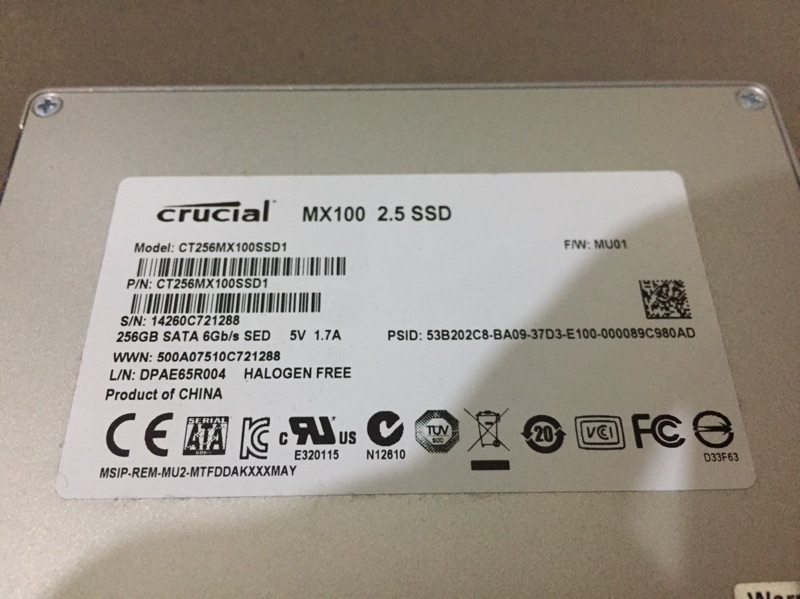 crucial MX100 2.5 SSD
Model: CT256MX100SSD1 F/W: MU01
P/N: CT256MX100SSD1
S/N: 14260C721288
256GB SATA 6Gb/s SED 5V 1.7A PSID: 53B202C8-BA09-37D3-E100-000089C980AD
WWN: 500A07510C721288
L/N: DPAE65R004 HALOGEN FREE
Product of CHINA
CE SERIAL ATA c RU US TUV 20 VCI FC
E320115 N12610 D33F63
MSIP-REM-MU2-MTFDDAKXXXMAY